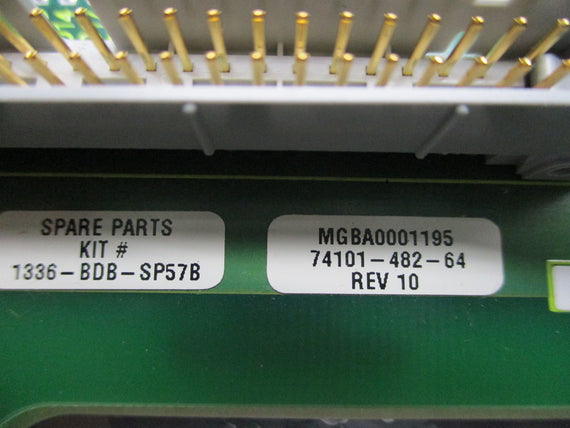 SPARE PARTS
KIT #
1336-BDB-SP57B
MGBA0001195
74101-482-64
REV 10